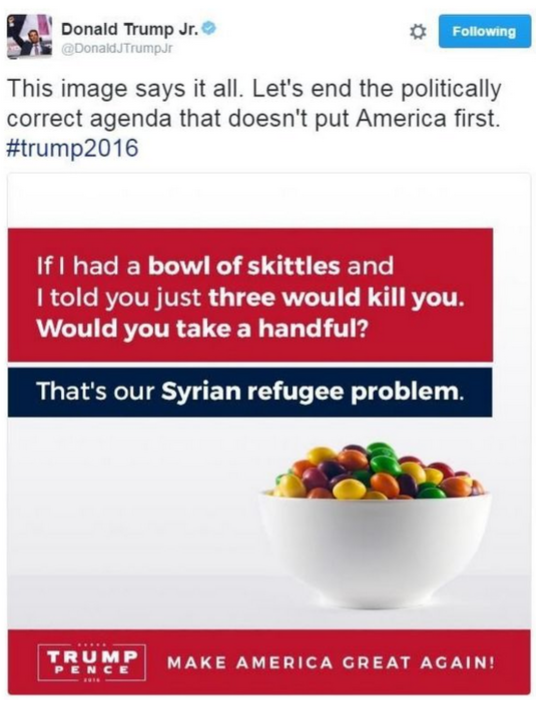 Donald Trump Jr.
@DonaldJTrumpJr
Following
This image says it all. Let's end the politically
correct agenda that doesn't put America first.
#trump2016
If I had a bowl of skittles and
I told you just three would kill you.
Would you take a handful?
That's our Syrian refugee problem.
TRUMP
PENCE
2016
MAKE AMERICA GREAT AGAIN!